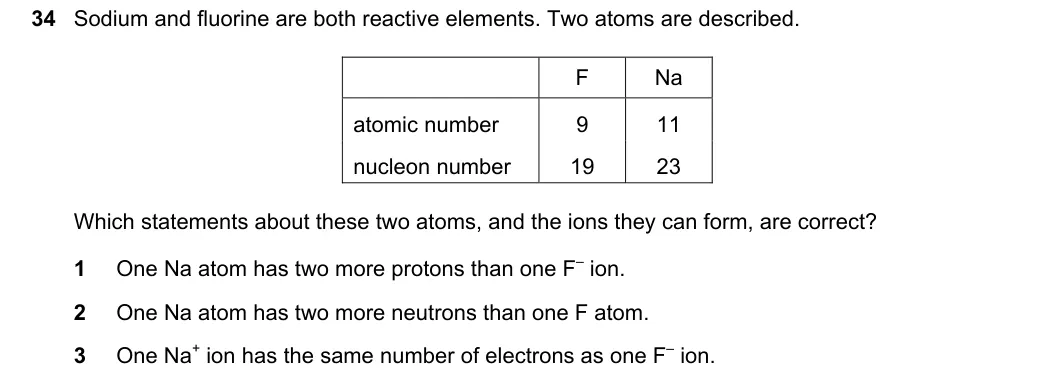 34 Sodium and fluorine are both reactive elements. Two atoms are described.
F Na
atomic number 9 11
nucleon number 19 23
Which statements about these two atoms, and the ions they can form, are correct?
1 One Na atom has two more protons than one F⁻ ion.
2 One Na atom has two more neutrons than one F atom.
3 One Na⁺ ion has the same number of electrons as one F⁻ ion.